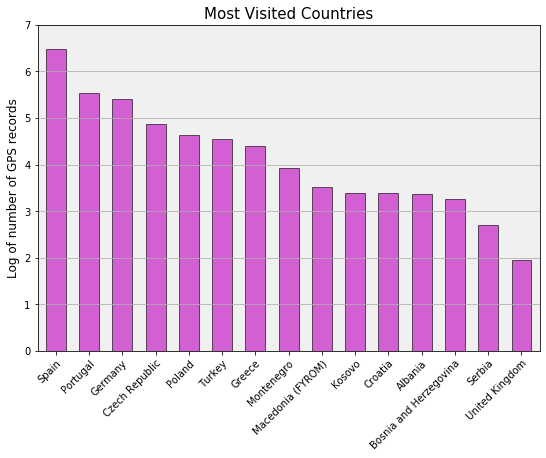 Most Visited Countries
Log of number of GPS records
7
6
5
4
3
2
1
0
Spain
Portugal
Germany
Czech Republic
Poland
Turkey
Greece
Montenegro
Macedonia (FYROM)
Kosovo
Croatia
Albania
Bosnia and Herzegovina
Serbia
United Kingdom